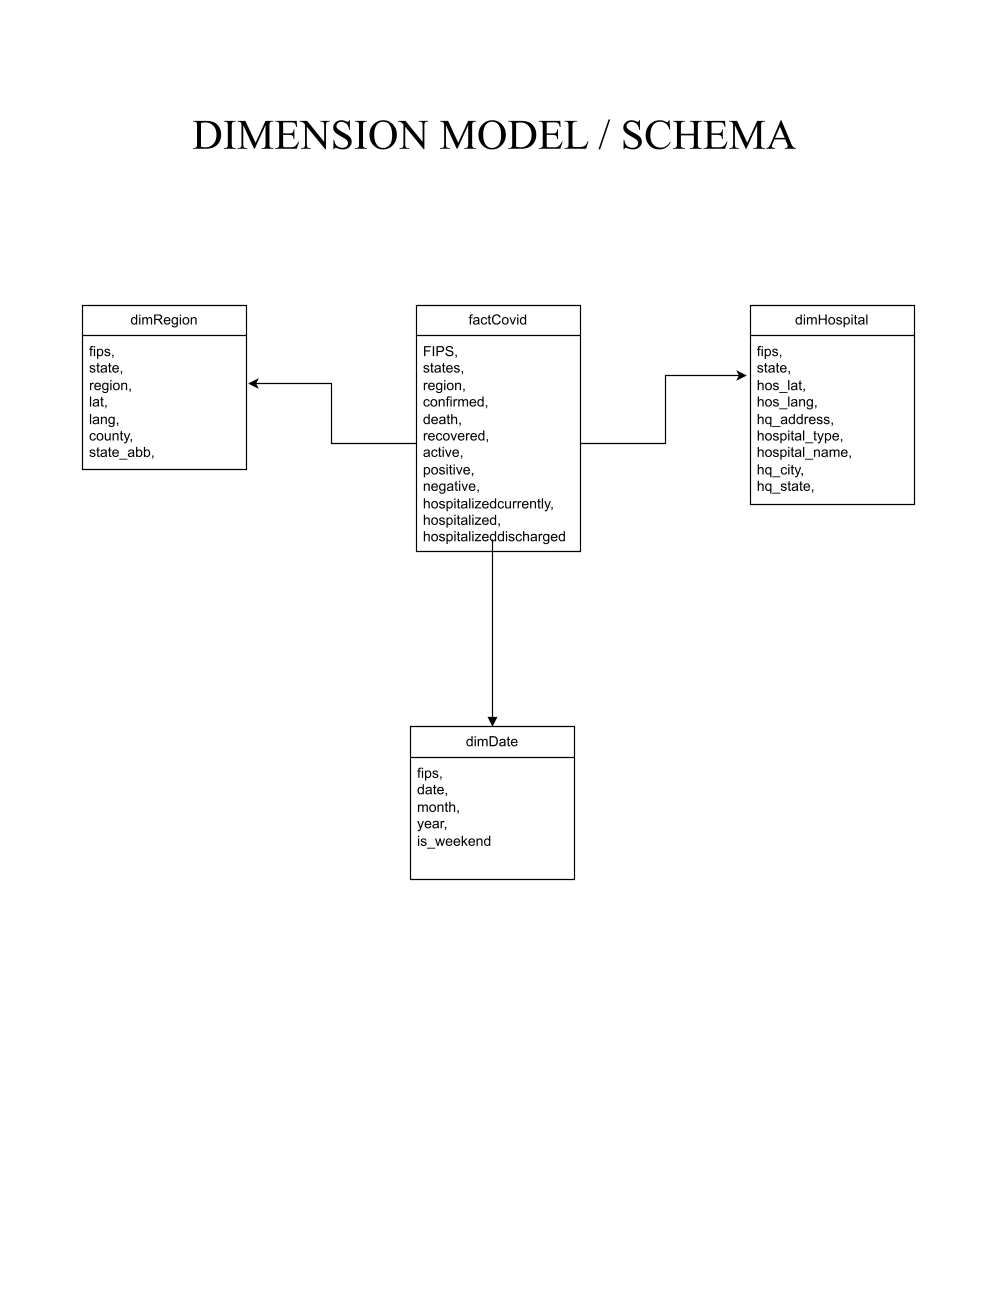 DIMENSION MODEL / SCHEMA
dimRegion
fips,
state,
region,
lat,
lang,
county,
state_abb,
factCovid
FIPS,
states,
region,
confirmed,
death,
recovered,
active,
positive,
negative,
hospitalizedcurrently,
hospitalized,
hospitalizeddischarged
dimHospital
fips,
state,
hos_lat,
hos_lang,
hq_address,
hospital_type,
hospital_name,
hq_city,
hq_state,
dimDate
fips,
date,
month,
year,
is_weekend